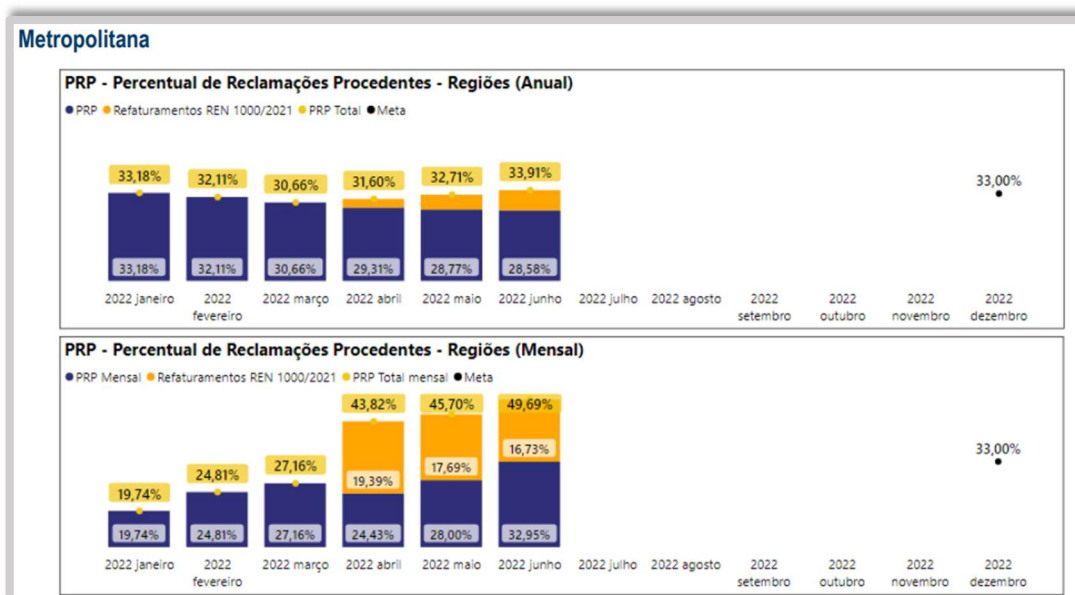 Metropolitana
PRP - Percentual de Reclamações Procedentes - Regiões (Anual)
PRP Refaturamentos REN 1000/2021 PRP Total Meta
33,18% 32,11% 30,66% 31,60% 32,71% 33,91% 33,00%
33,18% 32,11% 30,66% 29,31% 28,77% 28,58%
2022 janeiro 2022 fevereiro 2022 março 2022 abril 2022 maio 2022 junho 2022 julho 2022 agosto 2022 setembro 2022 outubro 2022 novembro 2022 dezembro
PRP - Percentual de Reclamações Procedentes - Regiões (Mensal)
PRP Mensal Refaturamentos REN 1000/2021 PRP Total mensal Meta
19,74% 24,81% 27,16% 43,82% 45,70% 49,69%
19,39% 17,69% 16,73% 33,00%
19,74% 24,81% 27,16% 24,43% 28,00% 32,95%
2022 janeiro 2022 fevereiro 2022 março 2022 abril 2022 maio 2022 junho 2022 julho 2022 agosto 2022 setembro 2022 outubro 2022 novembro 2022 dezembro